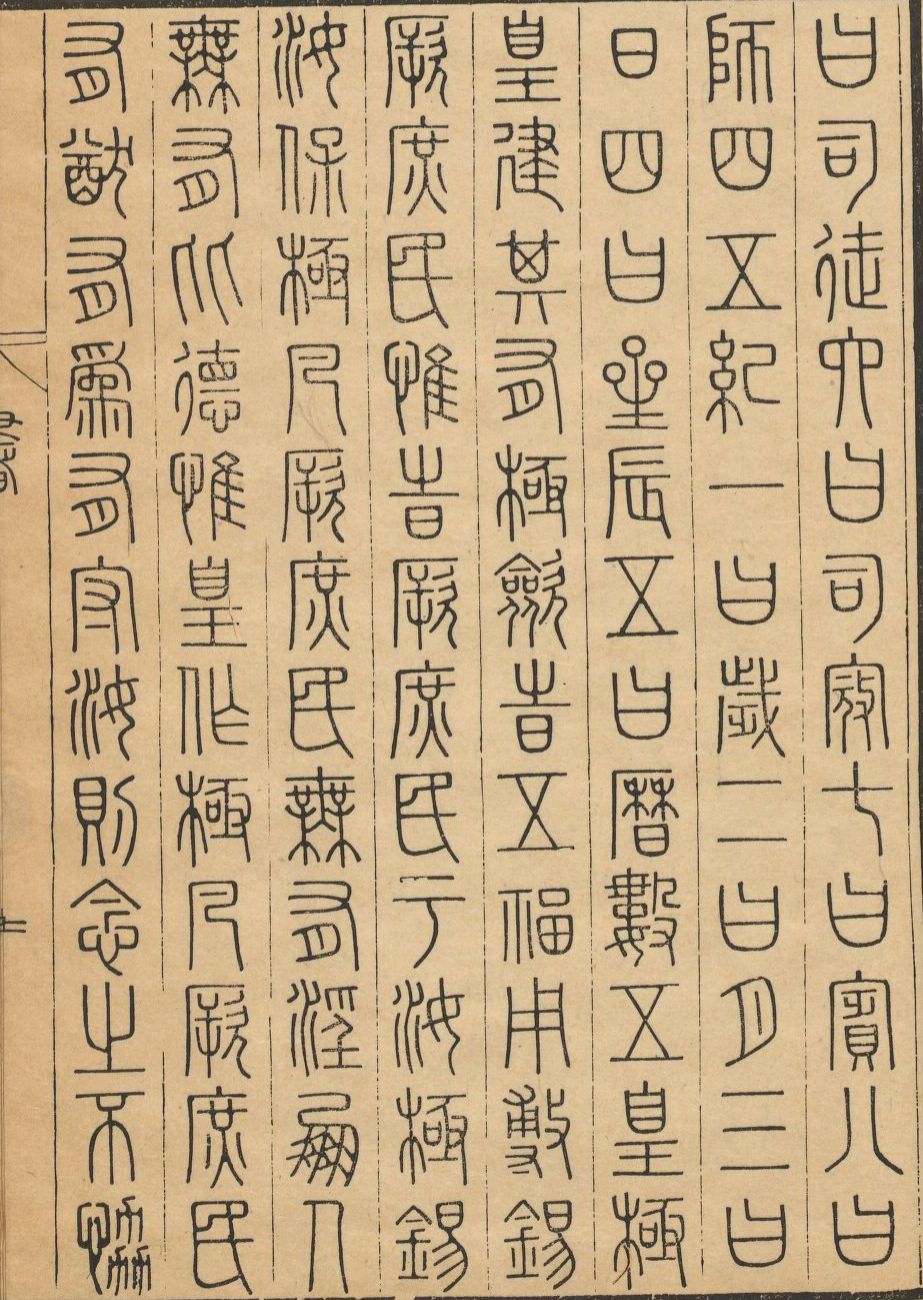 曰司徒六曰司寇七曰賓八曰
師四五紀一曰歲二曰月三曰
日四曰星辰五曰曆數五皇極
皇建其有極斂旹五福用敷錫
厥庶民惟旹厥庶民于汝極錫
汝保極凡厥庶民無有淫朋人
無有比德惟皇作極凡厥庶民
有猷有為有守汝則念之不協